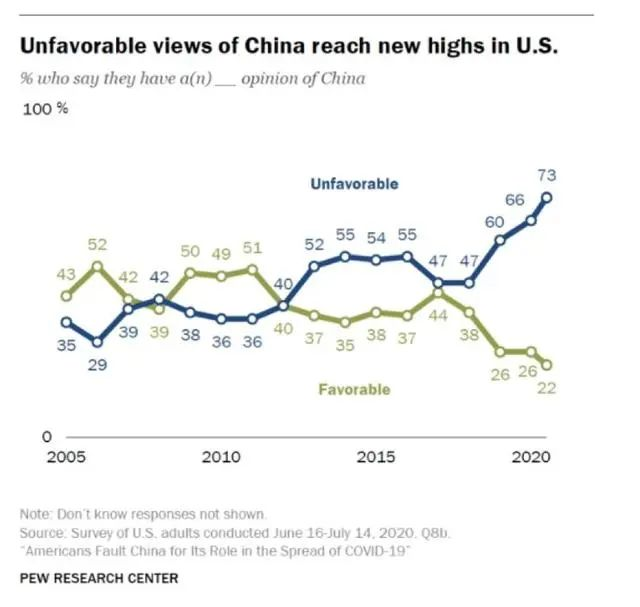 Unfavorable views of China reach new highs in U.S.
% who say they have a(n) __ opinion of China
100 %
Unfavorable
73
66
60
52 55 54 55
47 47
43 52 42 42 50 49 51 40
35 29 39 39 38 36 36 40 37 35 38 37 44 38
26 26 22
Favorable
0
2005 2010 2015 2020
Note: Don't know responses not shown.
Source: Survey of U.S. adults conducted June 16-July 14, 2020. Q8b.
"Americans Fault China for Its Role in the Spread of COVID-19"
PEW RESEARCH CENTER